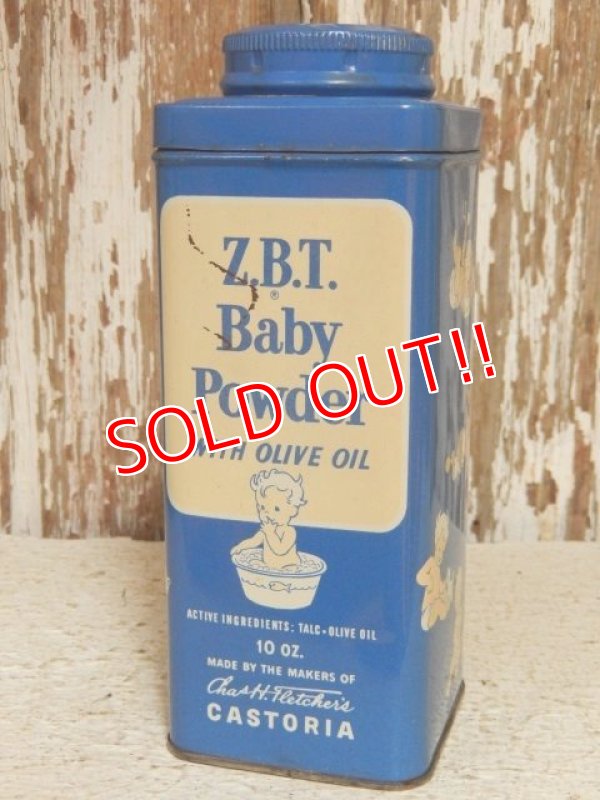 Z.B.T.
®
Baby
Powder
WITH OLIVE OIL
SOLD OUT!!
ACTIVE INGREDIENTS: TALC-OLIVE OIL
10 OZ.
MADE BY THE MAKERS OF
Chas H. Fletcher's
CASTORIA